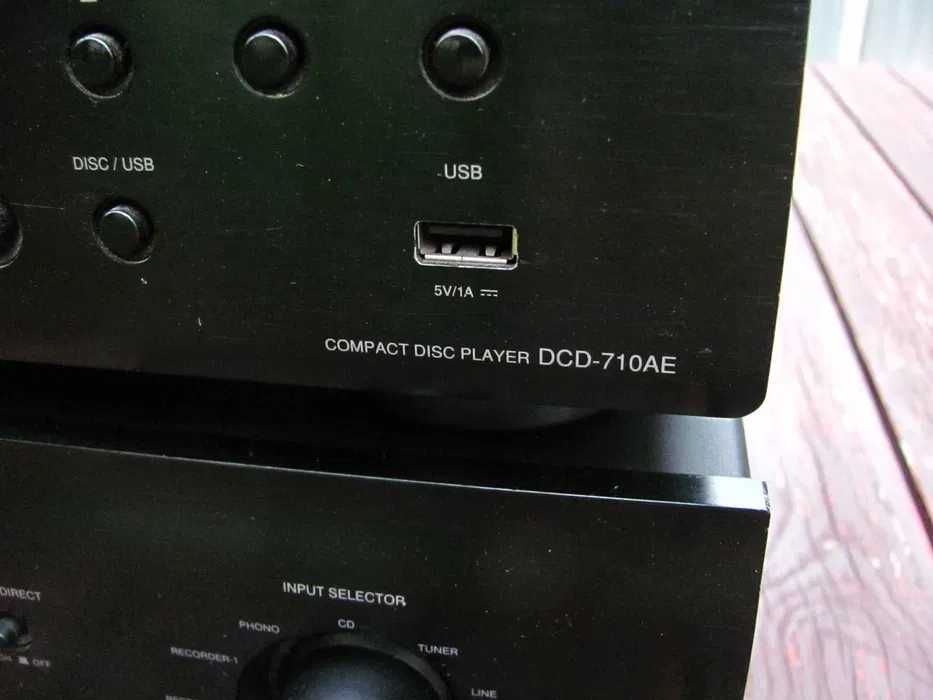 DISC / USB
USB
5V/1A
COMPACT DISC PLAYER DCD-710AE
DIRECT
OFF
INPUT SELECTOR
PHONO
CD
TUNER
RECORDER-1
LINE